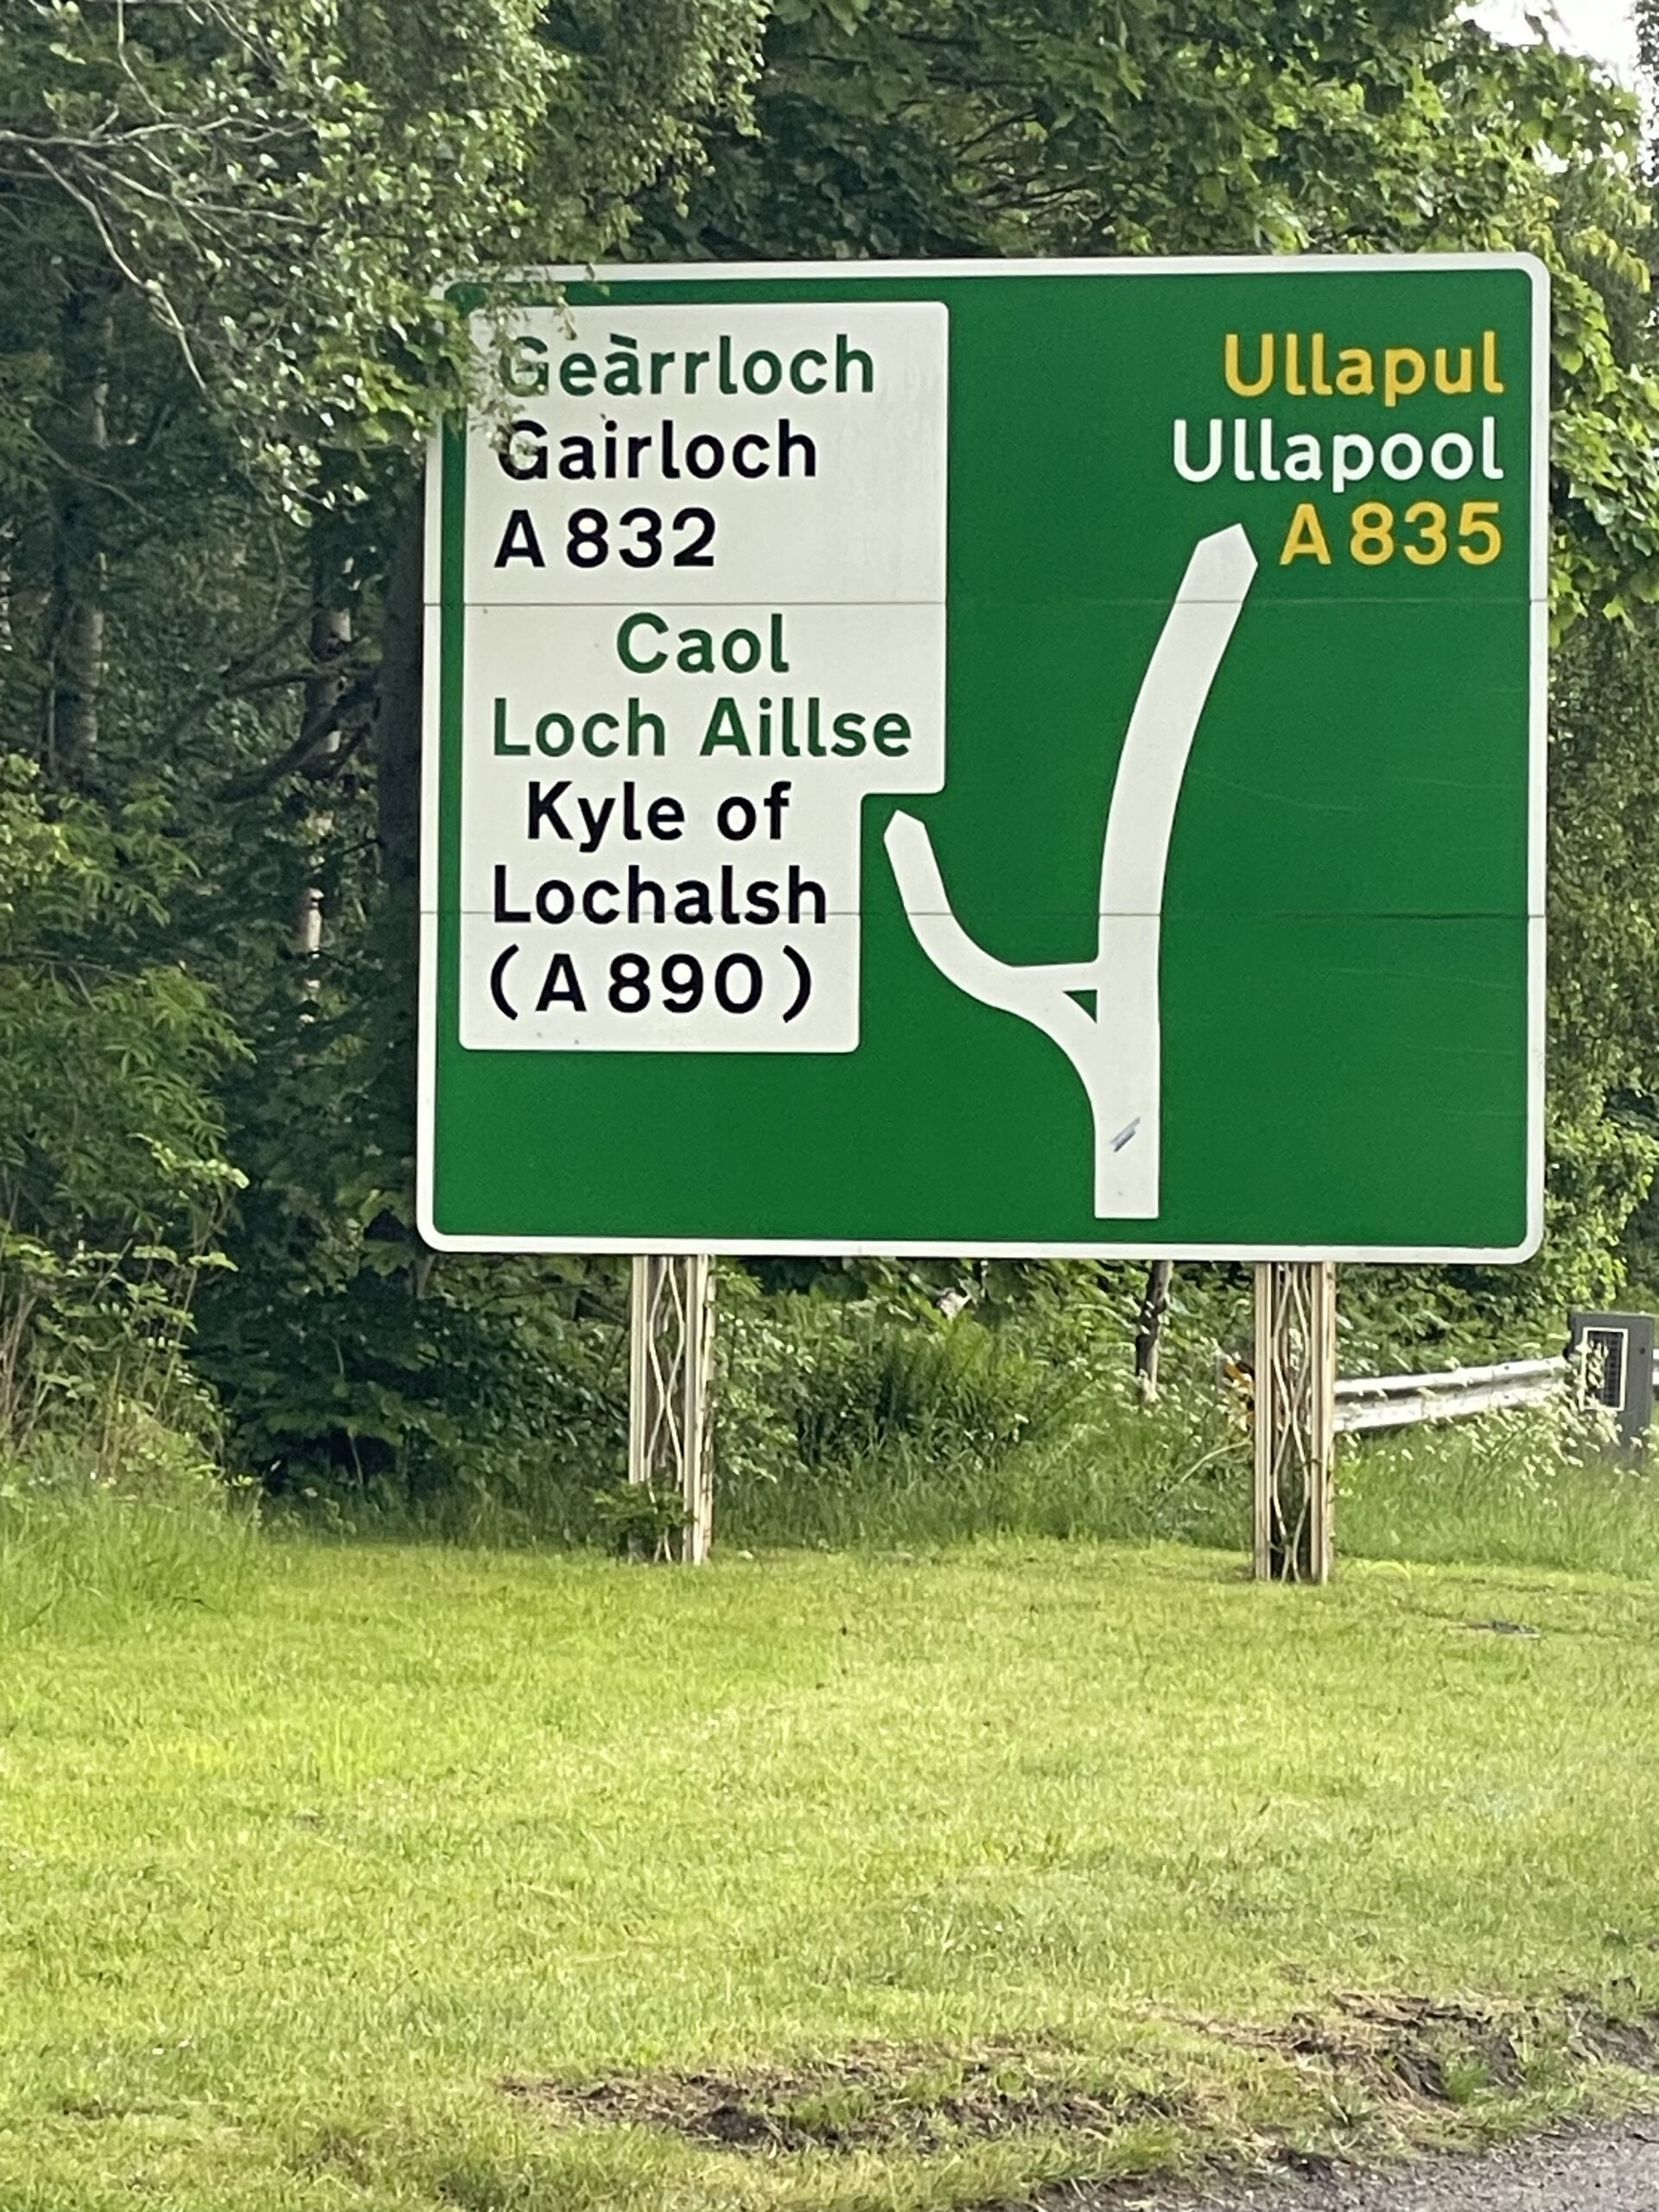 Geàrrloch
Gairloch
A 832
Caol
Loch Aillse
Kyle of
Lochalsh
(A 890)
Ullapul
Ullapool
A 835